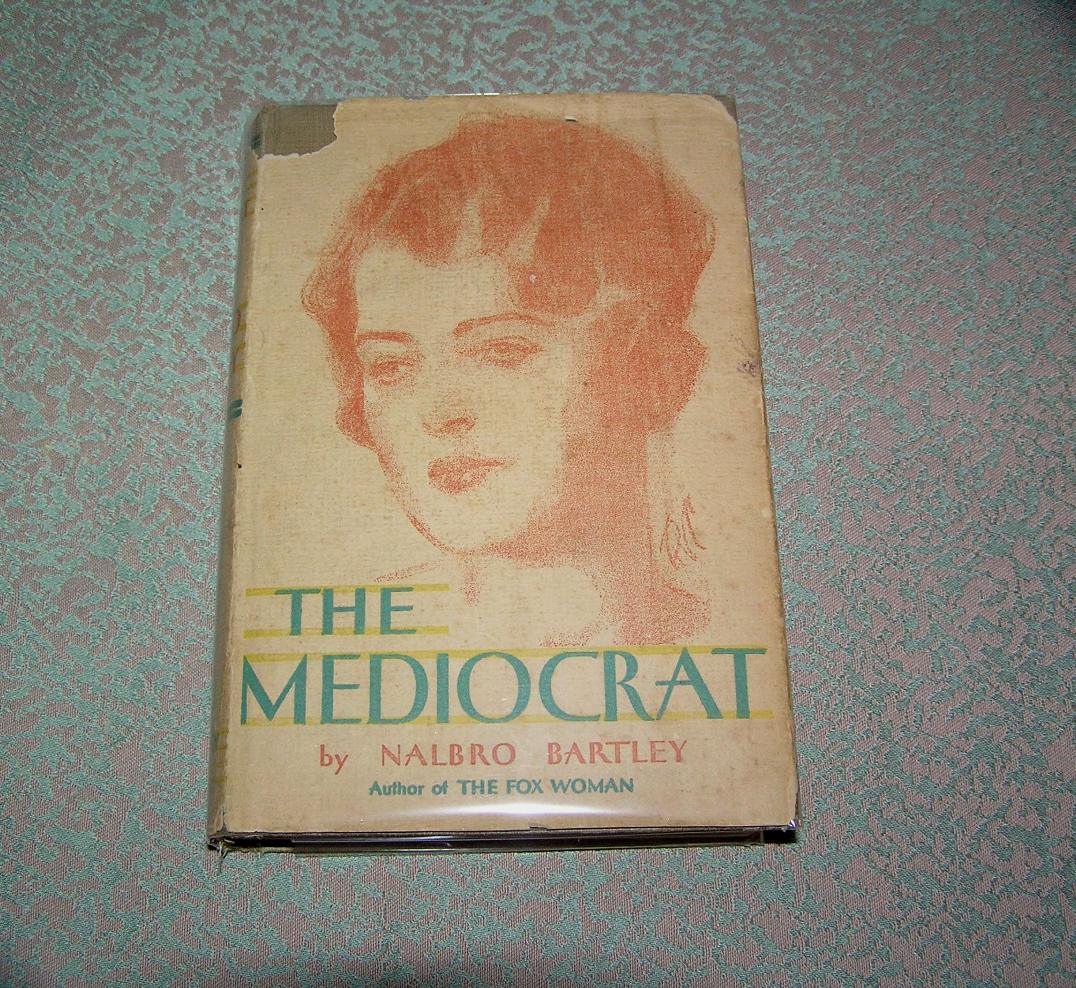 THE
MEDIOCRAT
by NALBRO BARTLEY
Author of THE FOX WOMAN